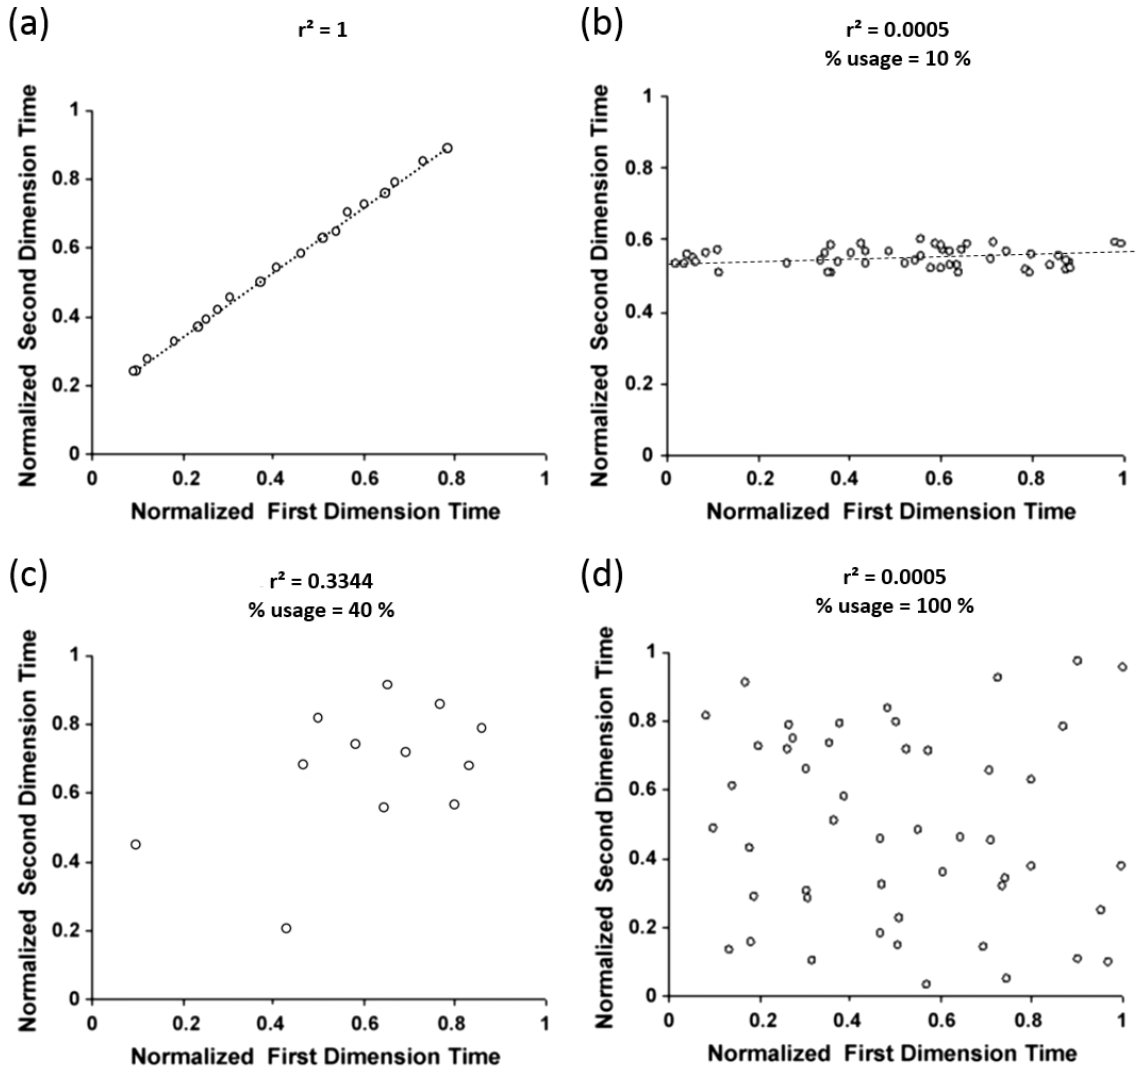 (a)
r² = 1
Normalized Second Dimension Time
1
0.8
0.6
0.4
0.2
0
0 0.2 0.4 0.6 0.8 1
Normalized First Dimension Time
(b)
r² = 0.0005
% usage = 10 %
Normalized Second Dimension Time
1
0.8
0.6
0.4
0.2
0
0 0.2 0.4 0.6 0.8 1
Normalized First Dimension Time
(c)
r² = 0.3344
% usage = 40 %
Normalized Second Dimension Time
1
0.8
0.6
0.4
0.2
0
0 0.2 0.4 0.6 0.8 1
Normalized First Dimension Time
(d)
r² = 0.0005
% usage = 100 %
Normalized Second Dimension Time
1
0.8
0.6
0.4
0.2
0
0 0.2 0.4 0.6 0.8 1
Normalized First Dimension Time